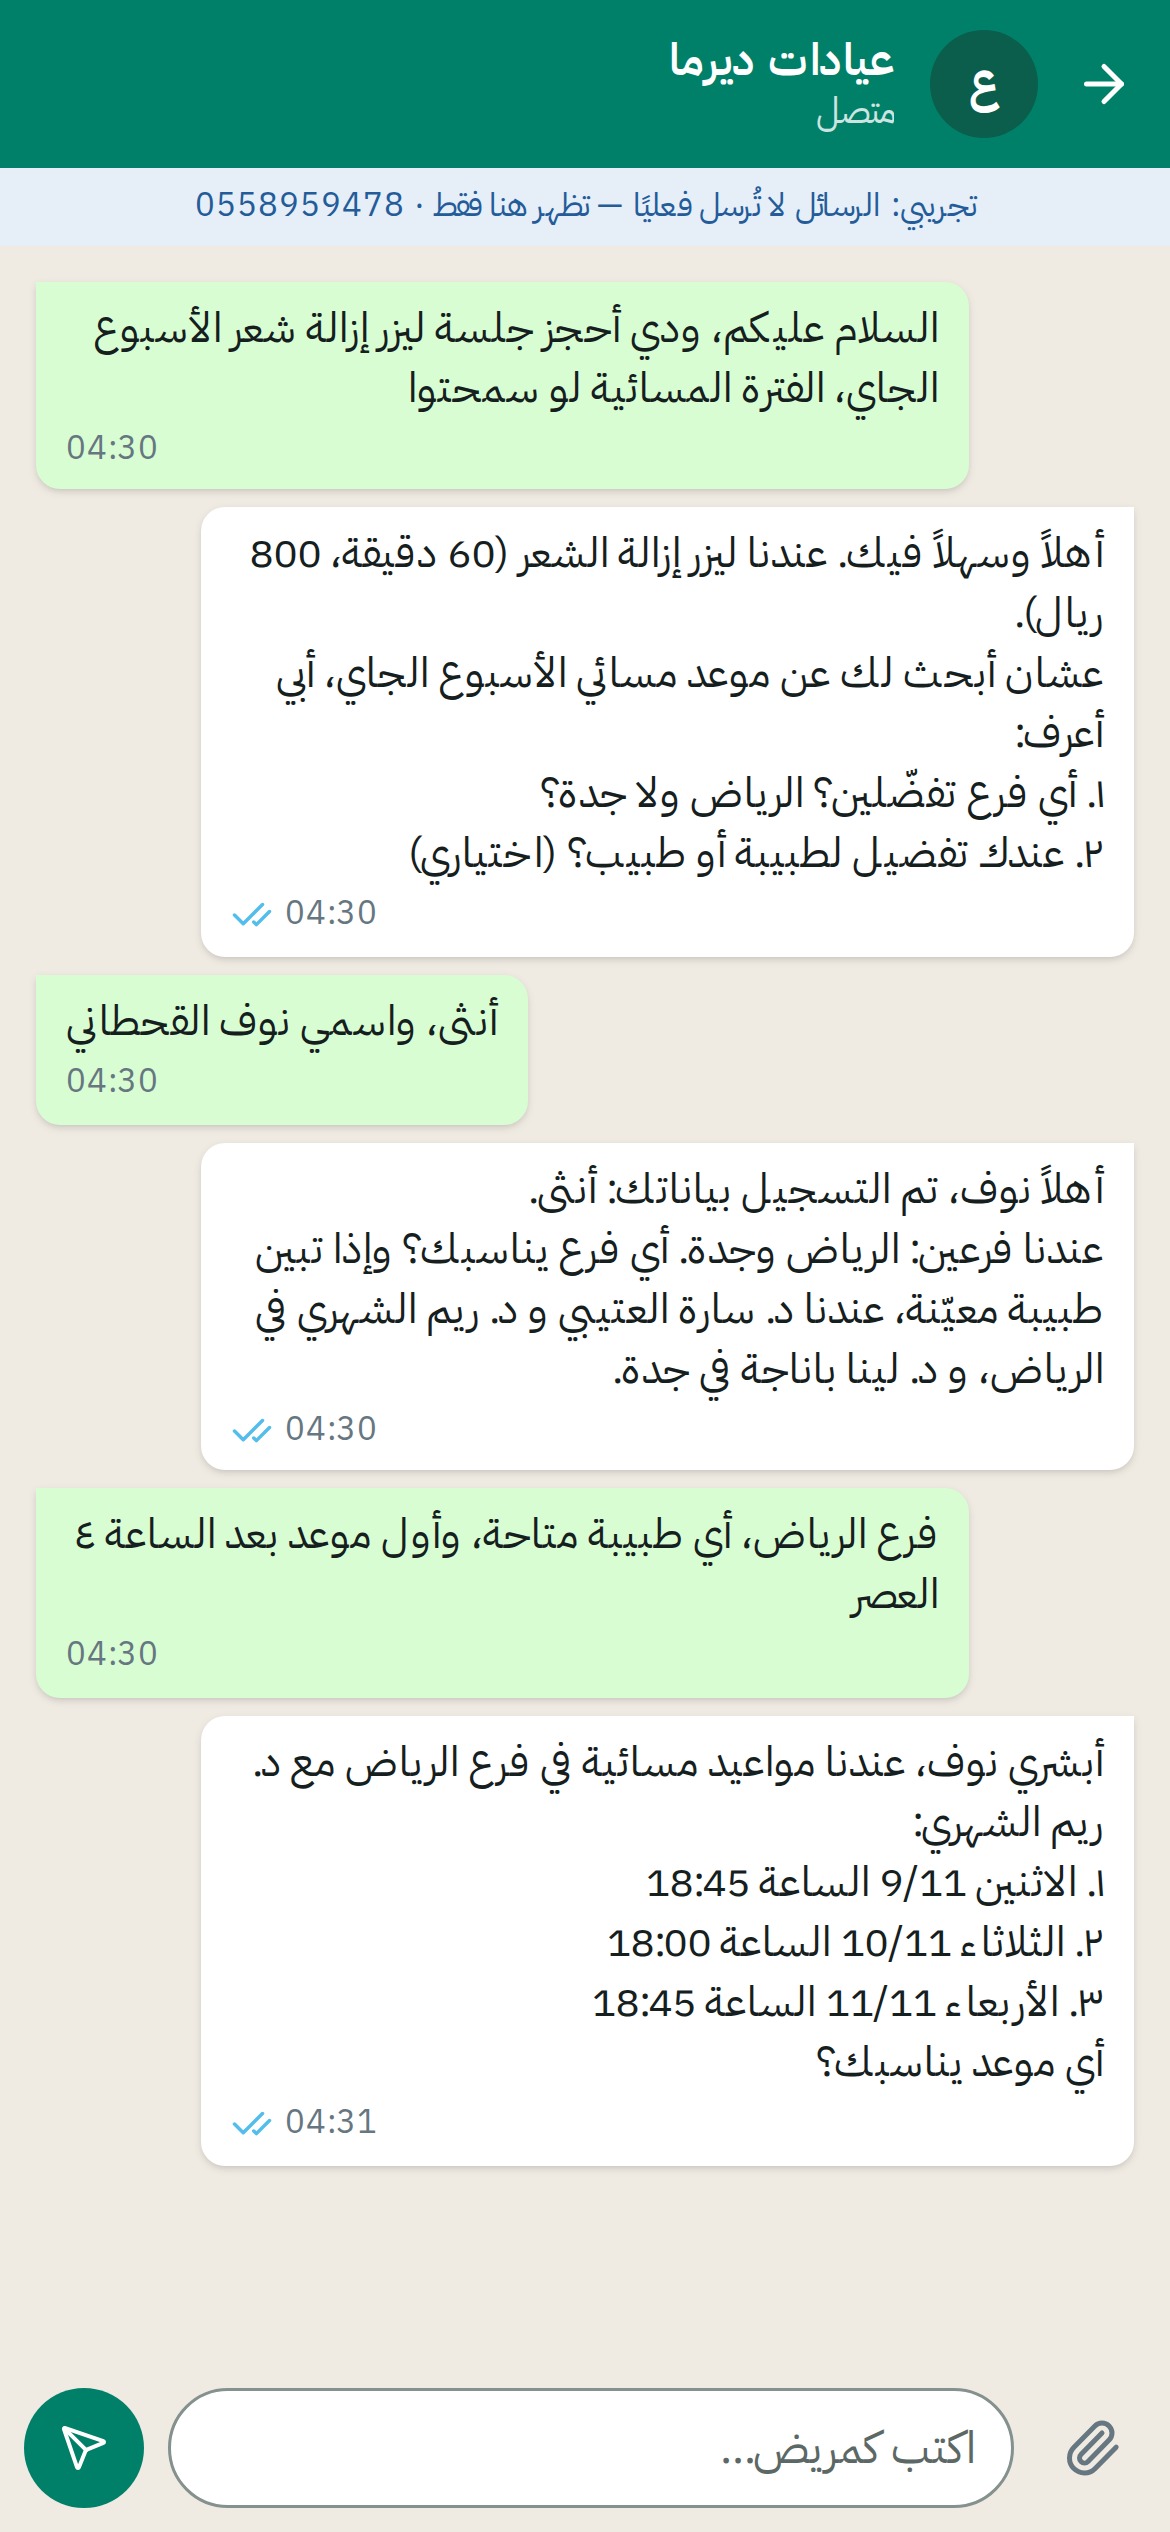 عيادات ديرما
ع
متصل
تجريبي: الرسائل لا تُرسل فعليًا — تظهر هنا فقط · 0558959478
السلام عليكم، ودي أحجز جلسة ليزر إزالة شعر الأسبوع
الجاي، الفترة المسائية لو سمحتوا
04:30
أهلاً وسهلاً فيك. عندنا ليزر إزالة الشعر (60 دقيقة، 800
ريال).
عشان أبحث لك عن موعد مسائي الأسبوع الجاي، أبي
أعرف:
١. أي فرع تفضّلين؟ الرياض ولا جدة؟
٢. عندك تفضيل لطبيبة أو طبيب؟ (اختياري)
04:30
أنثى، واسمي نوف القحطاني
04:30
أهلاً نوف، تم التسجيل بياناتك: أنثى.
عندنا فرعين: الرياض وجدة. أي فرع يناسبك؟ وإذا تبين
طبيبة معيّنة، عندنا د. سارة العتيبي و د. ريم الشهري في
الرياض، و د. لينا باناجة في جدة.
04:30
فرع الرياض، أي طبيبة متاحة، وأول موعد بعد الساعة ٤
العصر
04:30
أبشري نوف، عندنا مواعيد مسائية في فرع الرياض مع د.
ريم الشهري:
١. الاثنين 9/11 الساعة 18:45
٢. الثلاثاء 10/11 الساعة 18:00
٣. الأربعاء 11/11 الساعة 18:45
أي موعد يناسبك؟
04:31
اكتب كمريض...